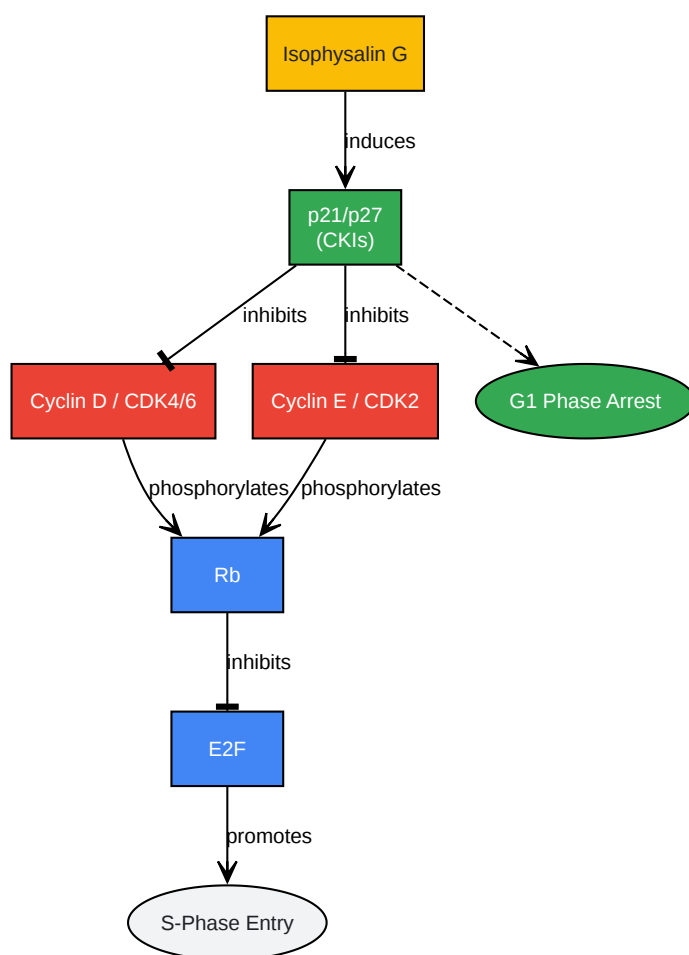 Isophysalin G
induces
p21/p27
(CKIs)
inhibits
inhibits
Cyclin D / CDK4/6
Cyclin E / CDK2
G1 Phase Arrest
phosphorylates
phosphorylates
Rb
inhibits
E2F
promotes
S-Phase Entry